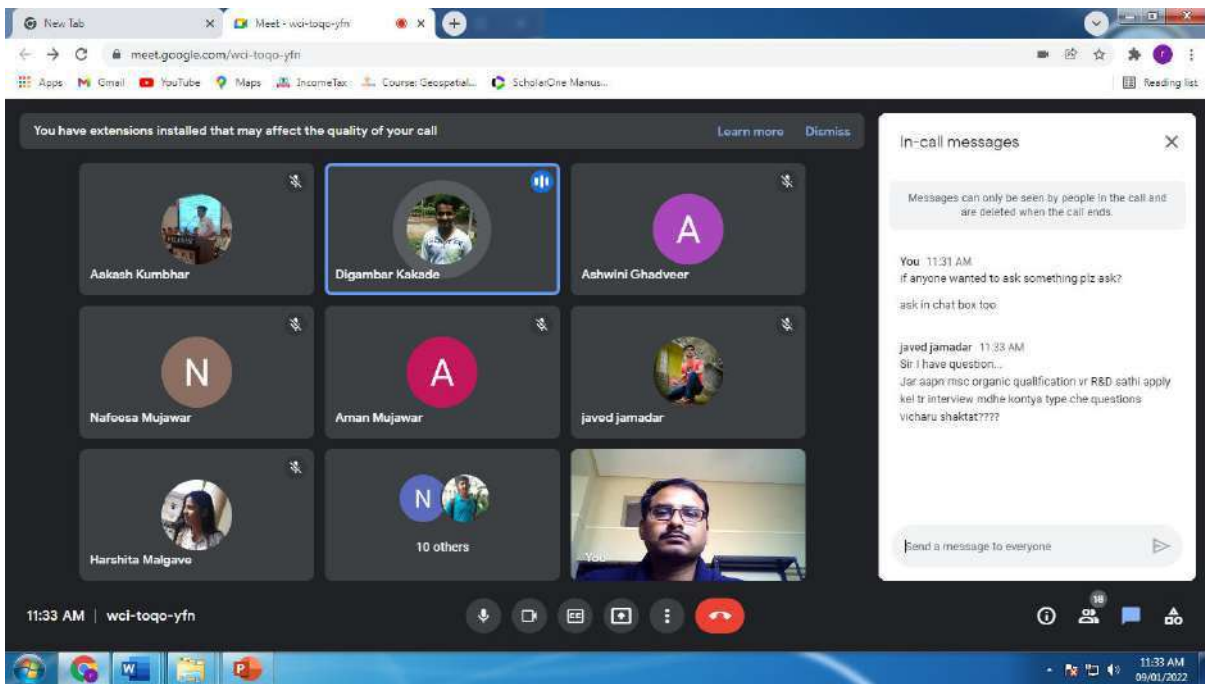 New Tab
Meet - wci-toqo-yfn
meet.google.com/wci-toqo-yfn
Apps Gmail YouTube Maps IncomeTax Course: Geospatial... ScholarOne Manus... Reading list
You have extensions installed that may affect the quality of your call Learn more Dismiss
Aakash Kumbhar
Digambar Kakade
A
Ashwini Ghadveer
N
Nafeesa Mujawar
A
Aman Mujawar
javed jamadar
Harshita Malgave
N
10 others
You
In-call messages
Messages can only be seen by people in the call and
are deleted when the call ends.
You 11:31 AM
if anyone wanted to ask something plz ask?
ask in chat box too
javed jamadar 11:33 AM
Sir I have question...
Jar aapn msc organic qualification vr R&D sathi apply
kel tr interview mdhe kontya type che questions
vicharu shaktat????
Send a message to everyone
11:33 AM | wci-toqo-yfn
CC
18
11:33 AM
09/01/2022